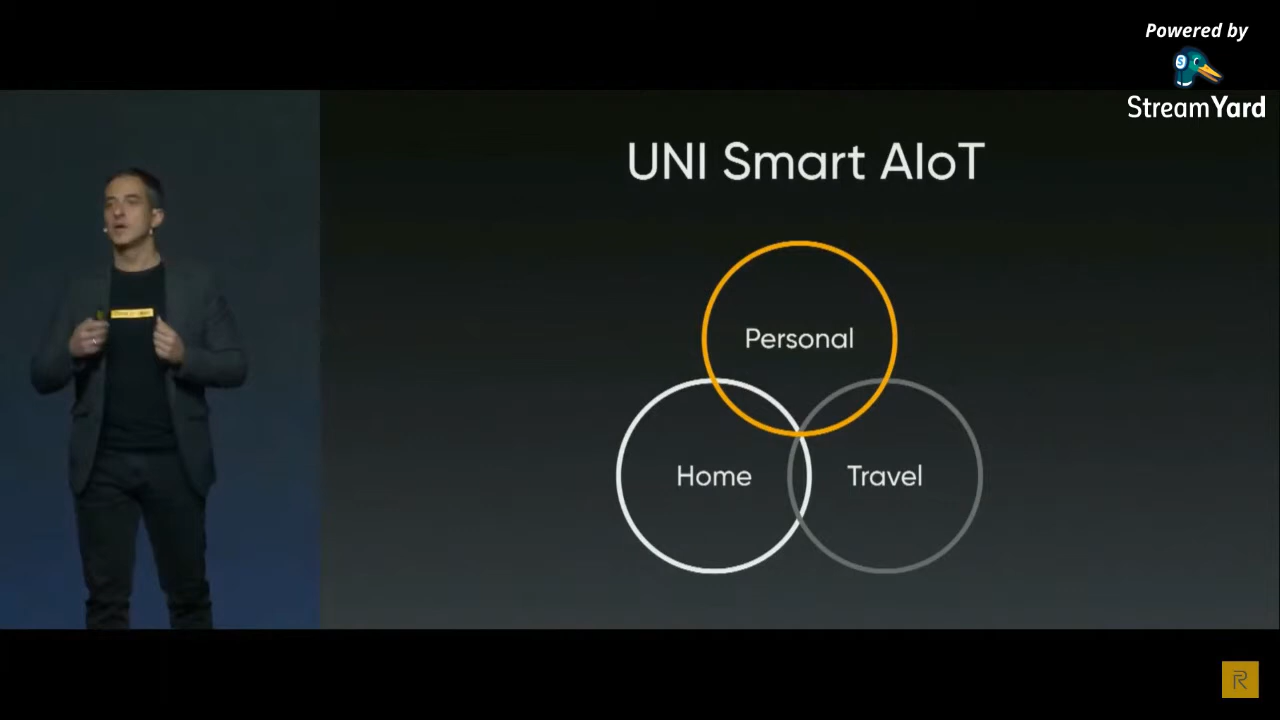 Powered by
StreamYard
UNI Smart AIoT
Personal
Home
Travel